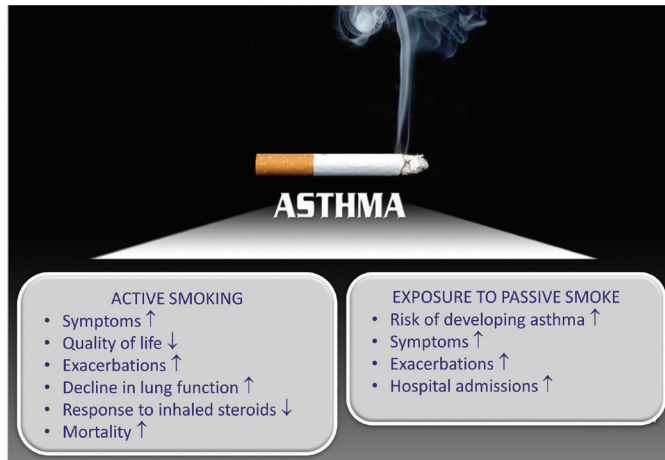 ASTHMA
ACTIVE SMOKING
• Symptoms ↑
• Quality of life ↓
• Exacerbations ↑
• Decline in lung function ↑
• Response to inhaled steroids ↓
• Mortality ↑
EXPOSURE TO PASSIVE SMOKE
• Risk of developing asthma ↑
• Symptoms ↑
• Exacerbations ↑
• Hospital admissions ↑